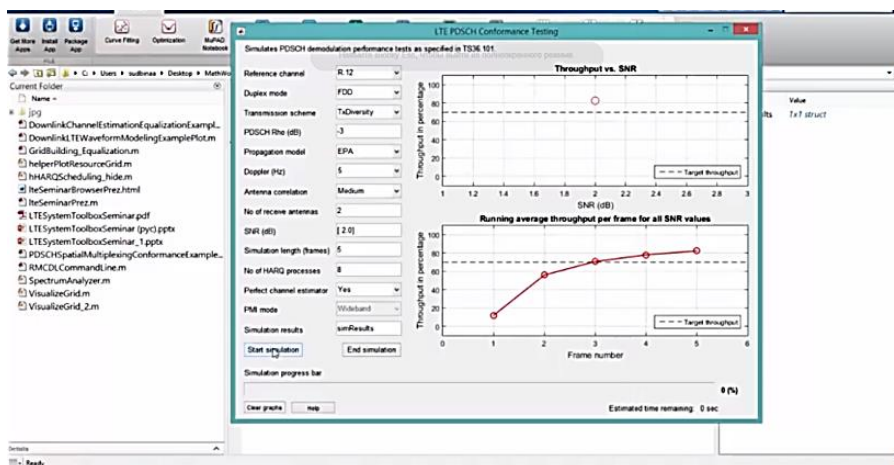 Get More Apps
Install App
Package App
Curve Fitting
Optimization
MuPAD Notebook
FILE
C: ▸ Users ▸ sudbinaa ▸ Desktop ▸ MathWo
Current Folder
Name
jpg
DownlinkChannelEstimationEqualizationExampl...
DownlinkLTEWaveformModelingExamplePlot.m
GridBuilding_Equalization.m
helperPlotResourceGrid.m
hHARQScheduling_hide.m
lteSeminarBrowserPrez.html
lteSeminarPrez.m
LTESystemToolboxSeminar.pdf
LTESystemToolboxSeminar (рус).pptx
LTESystemToolboxSeminar_1.pptx
PDSCHSpatialMultiplexingConformanceExample...
RMCDLCommandLine.m
SpectrumAnalyzer.m
VisualizeGrid.m
VisualizeGrid_2.m
Details
Ready
LTE PDSCH Conformance Testing
Simulates PDSCH demodulation performance tests as specified in TS36.101.
Reference channel R.12
Duplex mode FDD
Transmission scheme TxDiversity
PDSCH Rho (dB) -3
Propagation model EPA
Doppler (Hz) 5
Antenna correlation Medium
No of receive antennas 2
SNR (dB) [ 2.0]
Simulation length (frames) 5
No of HARQ processes 8
Perfect channel estimator Yes
PMI mode Wideband
Simulation results simResults
Start simulation
End simulation
Simulation progress bar
0 (%)
Clear graphs
Help
Estimated time remaining: 0 sec
Throughput vs. SNR
Throughput in percentage
100
80
60
40
20
0
Target throughput
1 1.2 1.4 1.6 1.8 2 2.2 2.4 2.6 2.8 3
SNR (dB)
Running average throughput per frame for all SNR values
Throughput in percentage
100
80
60
40
20
0
Target throughput
0 1 2 3 4 5 6
Frame number
Value
lts 1x1 struct